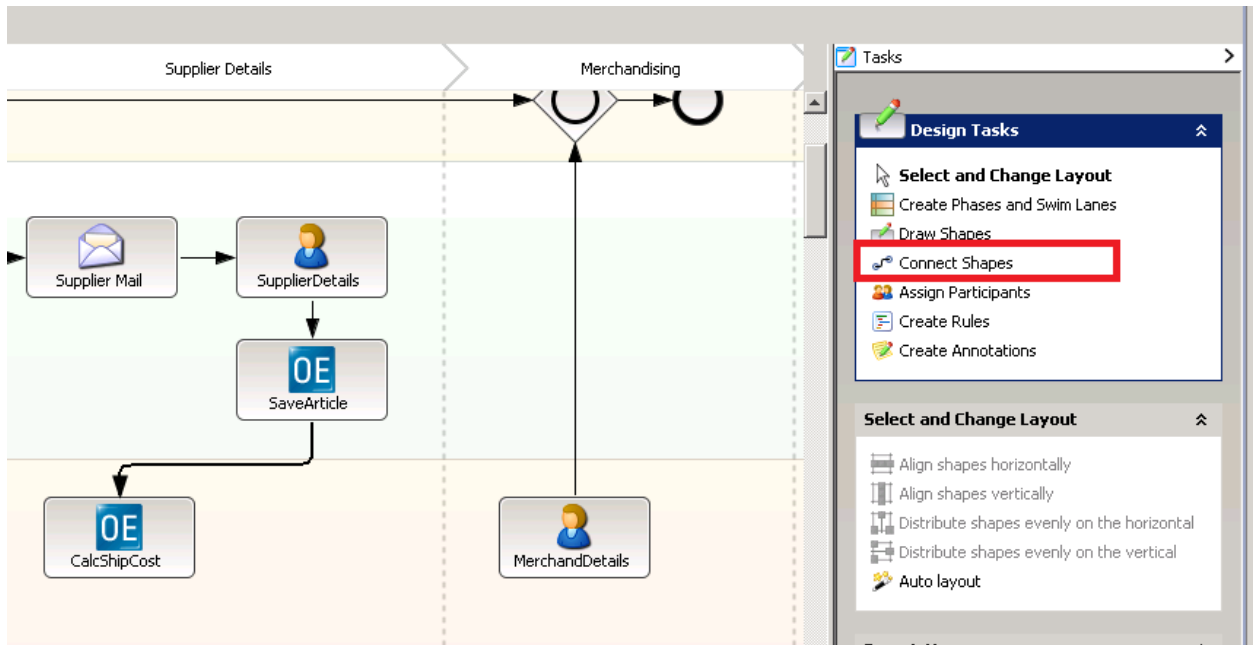 Supplier Details
Merchandising
Supplier Mail
SupplierDetails
OE
SaveArticle
OE
CalcShipCost
MerchandDetails
Tasks
Design Tasks
Select and Change Layout
Create Phases and Swim Lanes
Draw Shapes
Connect Shapes
Assign Participants
Create Rules
Create Annotations
Select and Change Layout
Align shapes horizontally
Align shapes vertically
Distribute shapes evenly on the horizontal
Distribute shapes evenly on the vertical
Auto layout